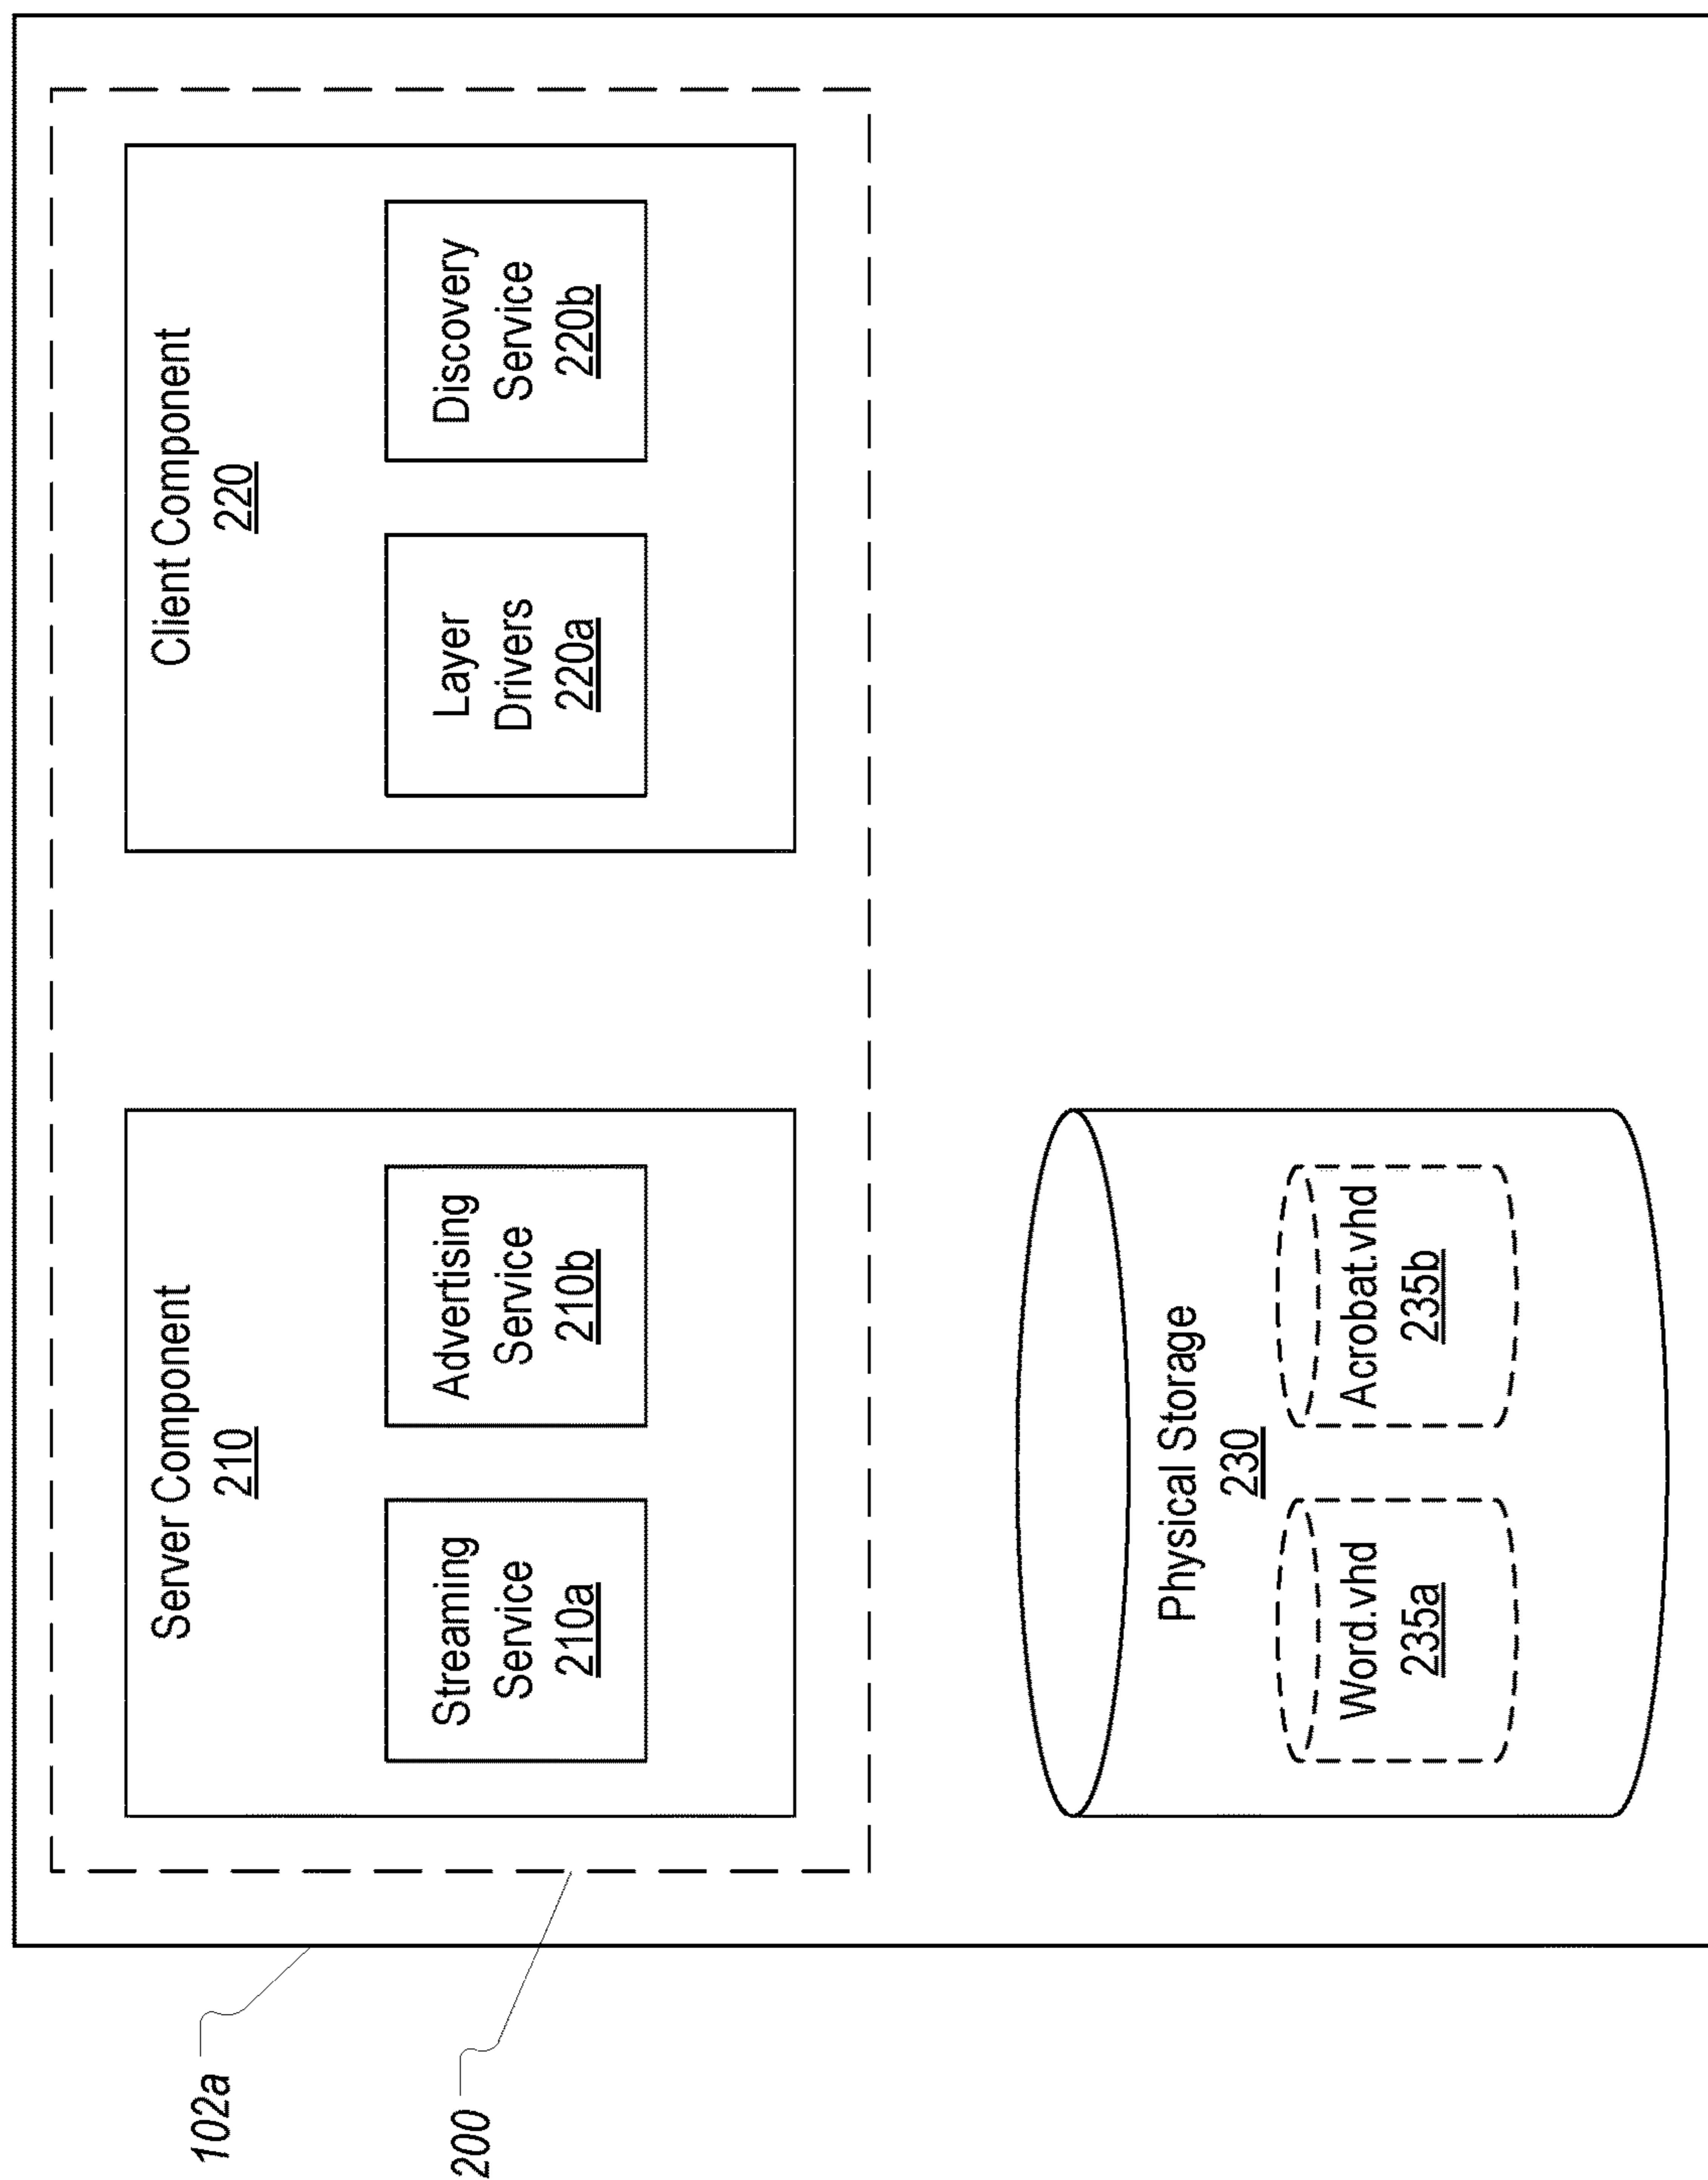 102a
200
Server Component
210
Streaming
Service
210a
Advertising
Service
210b
Client Component
220
Layer
Drivers
220a
Discovery
Service
220b
Physical Storage
230
Word.vhd
235a
Acrobat.vhd
235b